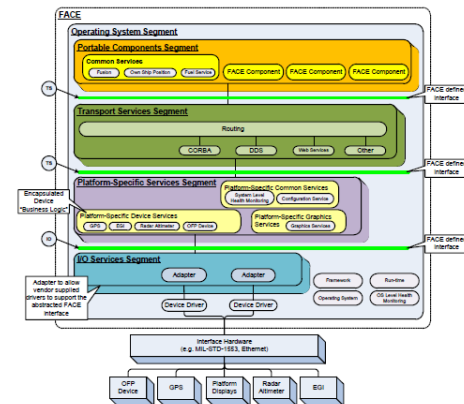 FACE
Operating System Segment
Portable Components Segment
Common Services
Fusion
Own Ship Position
Fuel Service
FACE Component
FACE Component
FACE Component
TS
FACE define
Interface
Transport Services Segment
Routing
CORBA
DDS
Web Services
Other
TS
FACE define
Interface
Encapsulated
Device
"Business Logic"
Platform-Specific Services Segment
Platform-Specific Common Services
System Level
Health Monitoring
Configuration Service
Platform-Specific Device Services
GPS
EGI
Radar Altimeter
OFP Device
Platform-Specific Graphics
Services
Graphics Services
IO
FACE define
Interface
I/O Services Segment
Adapter
Adapter
Adapter to allow
vendor supplied
drivers to support the
abstracted FACE
Interface
Device Driver
Device Driver
Framework
Run-time
Operating System
OS Level Health
Monitoring
Interface Hardware
(e.g. MIL-STD-1553, Ethernet)
OFP
Device
GPS
Platform
Displays
Radar
Altimeter
EGI